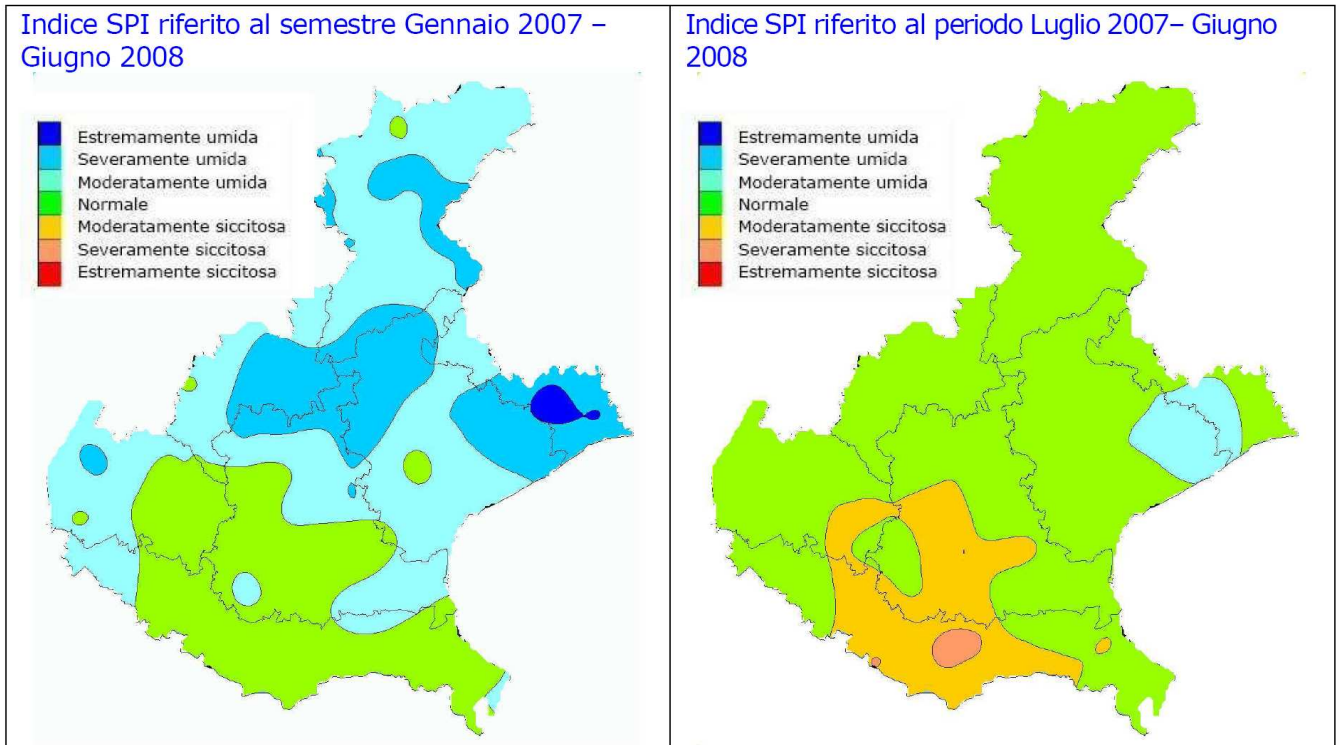 Indice SPI riferito al semestre Gennaio 2007 –
Giugno 2008
Estremamente umida
Severamente umida
Moderatamente umida
Normale
Moderatamente siccitosa
Severamente siccitosa
Estremamente siccitosa
Indice SPI riferito al periodo Luglio 2007– Giugno
2008
Estremamente umida
Severamente umida
Moderatamente umida
Normale
Moderatamente siccitosa
Severamente siccitosa
Estremamente siccitosa